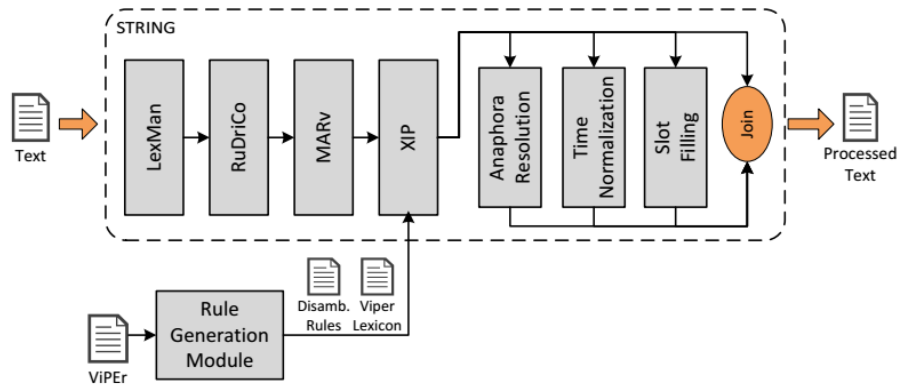 STRING
Text
LexMan
RuDriCo
MARv
XIP
Anaphora
Resolution
Time
Normalization
Slot
Filling
Join
Processed
Text
Disamb.
Rules
Viper
Lexicon
Rule
Generation
Module
ViPEr